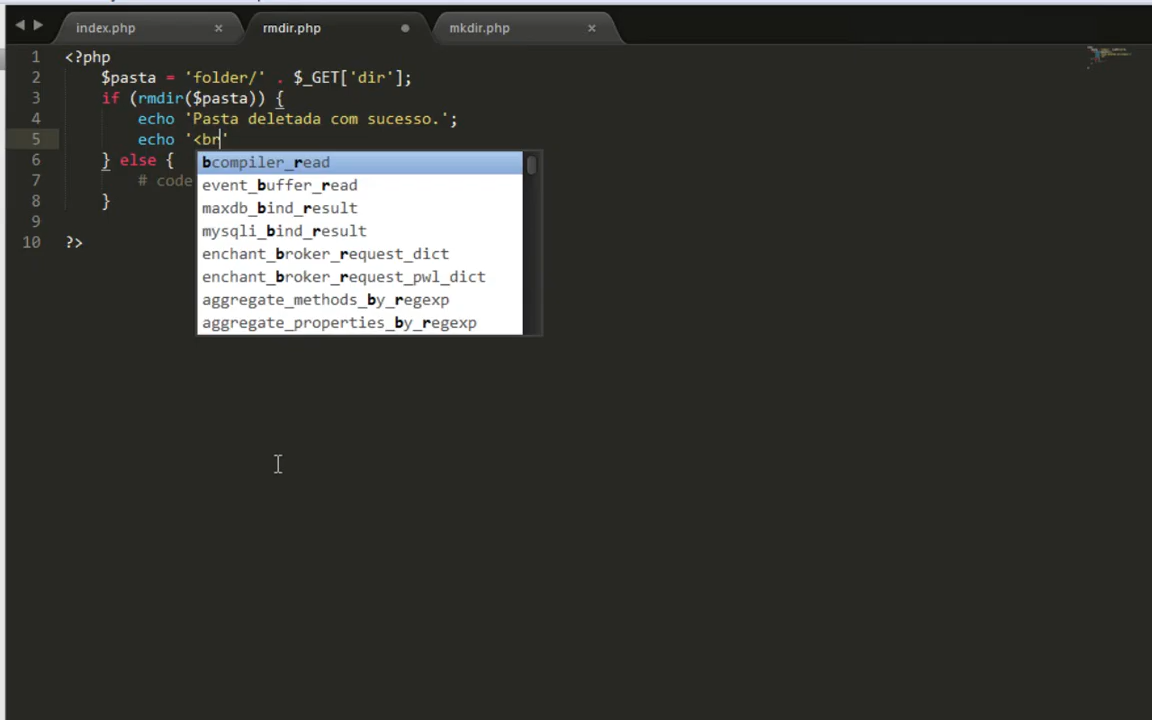 index.php × rmdir.php mkdir.php ×
1 <?php
2 $pasta = 'folder/' . $_GET['dir'];
3 if (rmdir($pasta)) {
4 echo 'Pasta deletada com sucesso.';
5 echo '<br'
6 } else {
7 # code
8 }
9
10 ?>
bcompiler_read
event_buffer_read
maxdb_bind_result
mysqli_bind_result
enchant_broker_request_dict
enchant_broker_request_pwl_dict
aggregate_methods_by_regexp
aggregate_properties_by_regexp